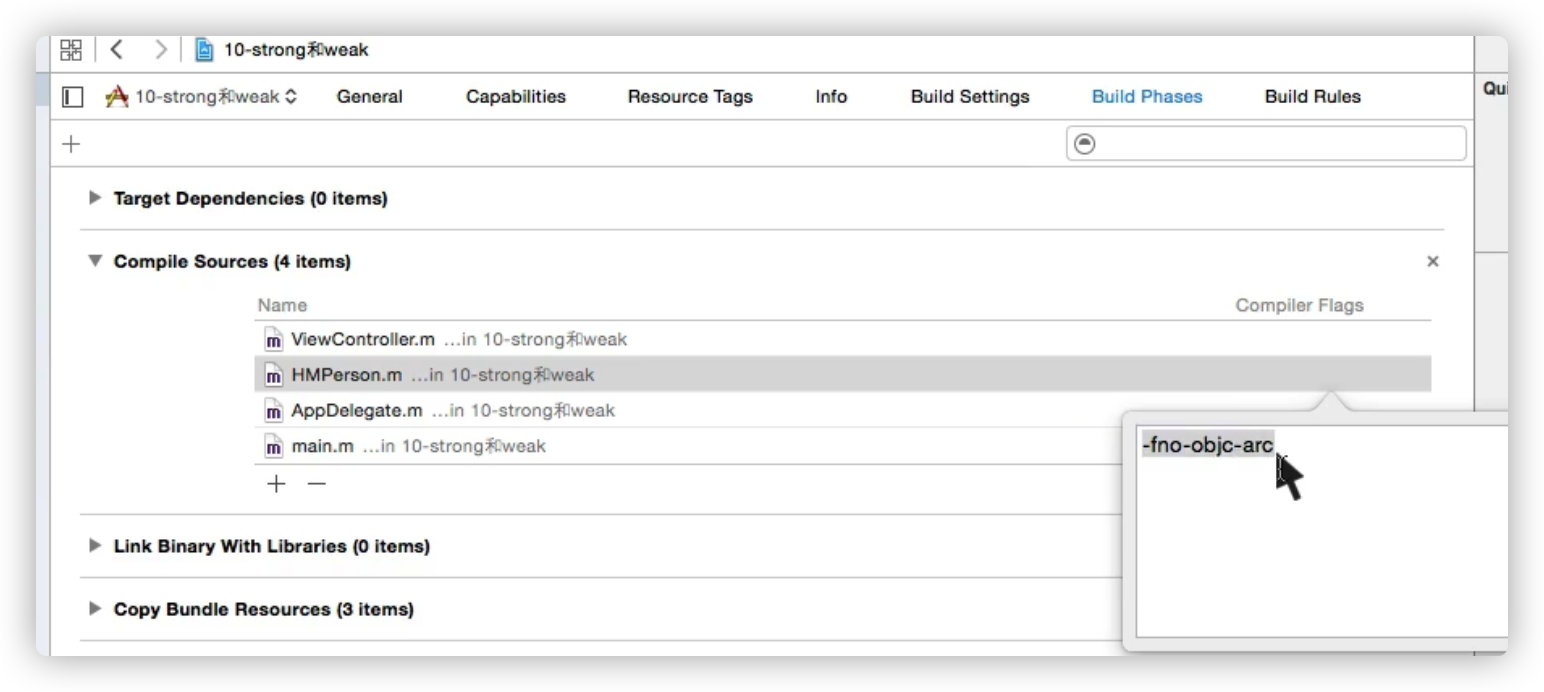 10-strong和weak
10-strong和weak General Capabilities Resource Tags Info Build Settings Build Phases Build Rules
Target Dependencies (0 items)
Compile Sources (4 items)
Name Compiler Flags
ViewController.m ...in 10-strong和weak
HMPerson.m ...in 10-strong和weak
AppDelegate.m ...in 10-strong和weak
main.m ...in 10-strong和weak
-fno-objc-arc
Link Binary With Libraries (0 items)
Copy Bundle Resources (3 items)